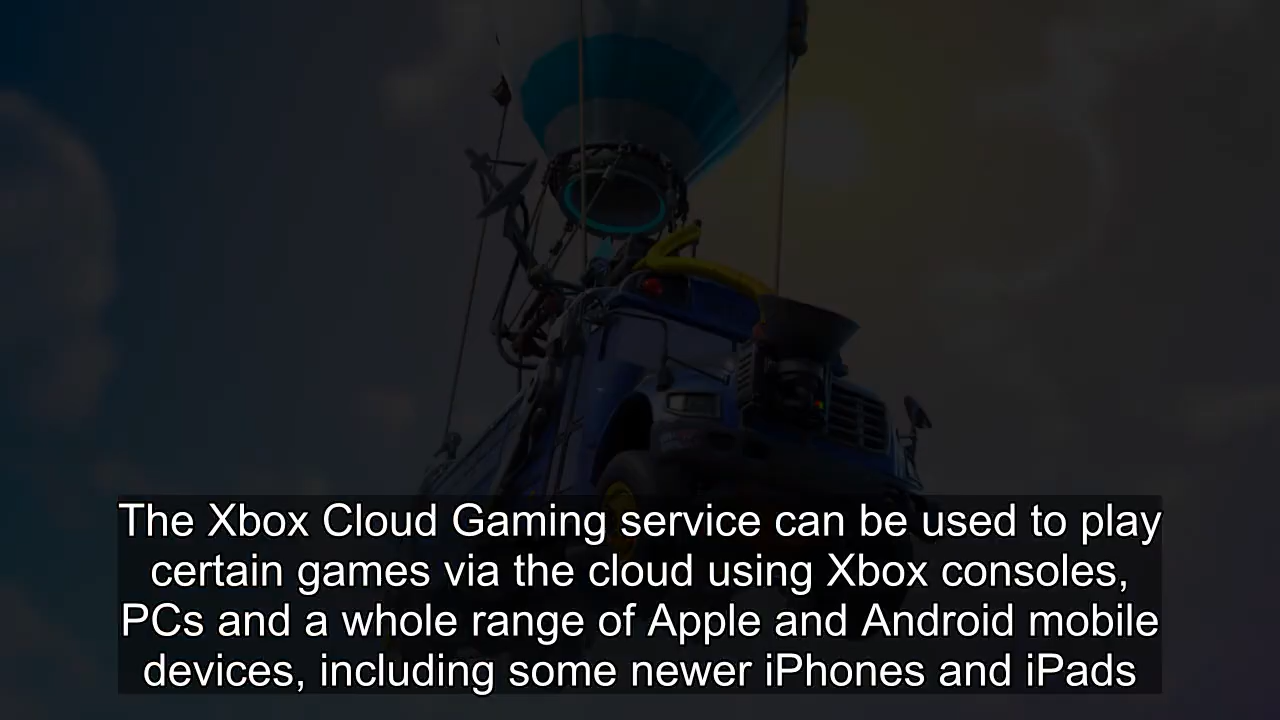 The Xbox Cloud Gaming service can be used to play
certain games via the cloud using Xbox consoles,
PCs and a whole range of Apple and Android mobile
devices, including some newer iPhones and iPads